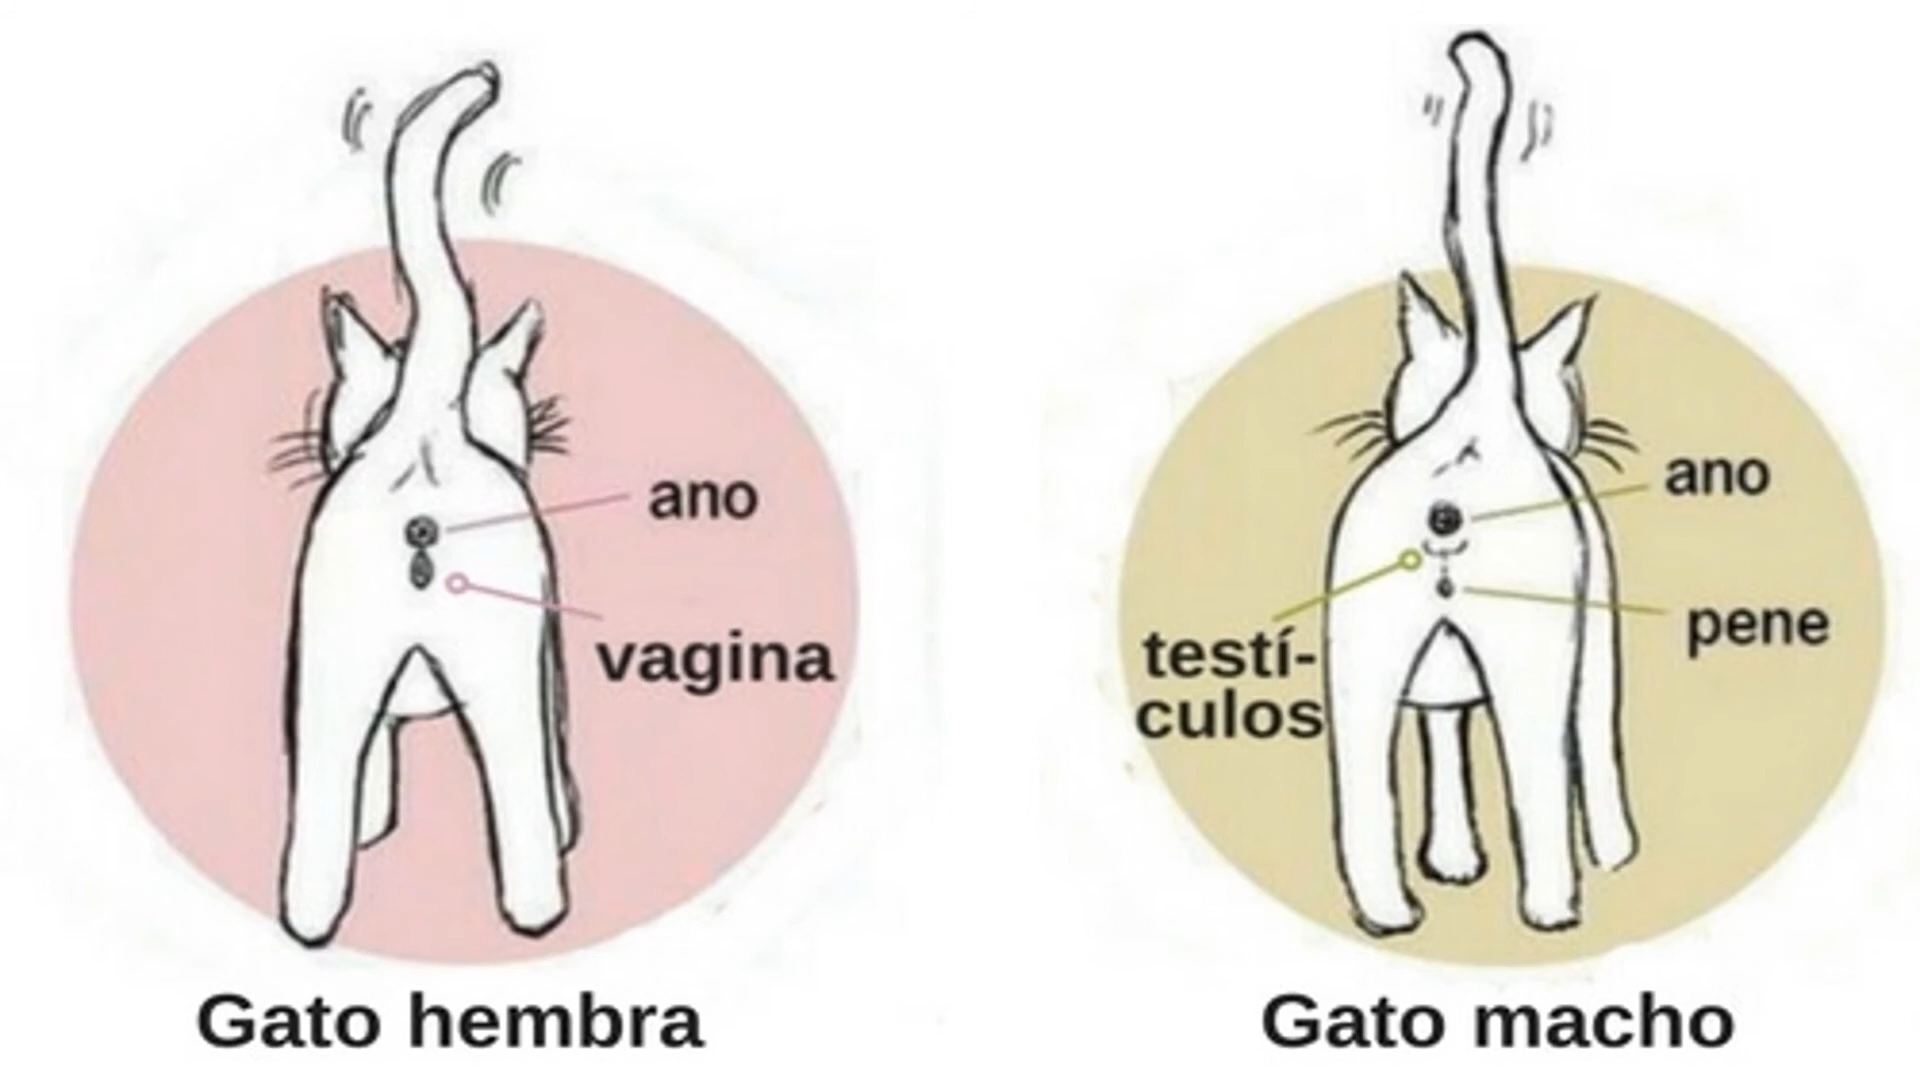 ano
vagina
Gato hembra
ano
testí-
culos
pene
Gato macho